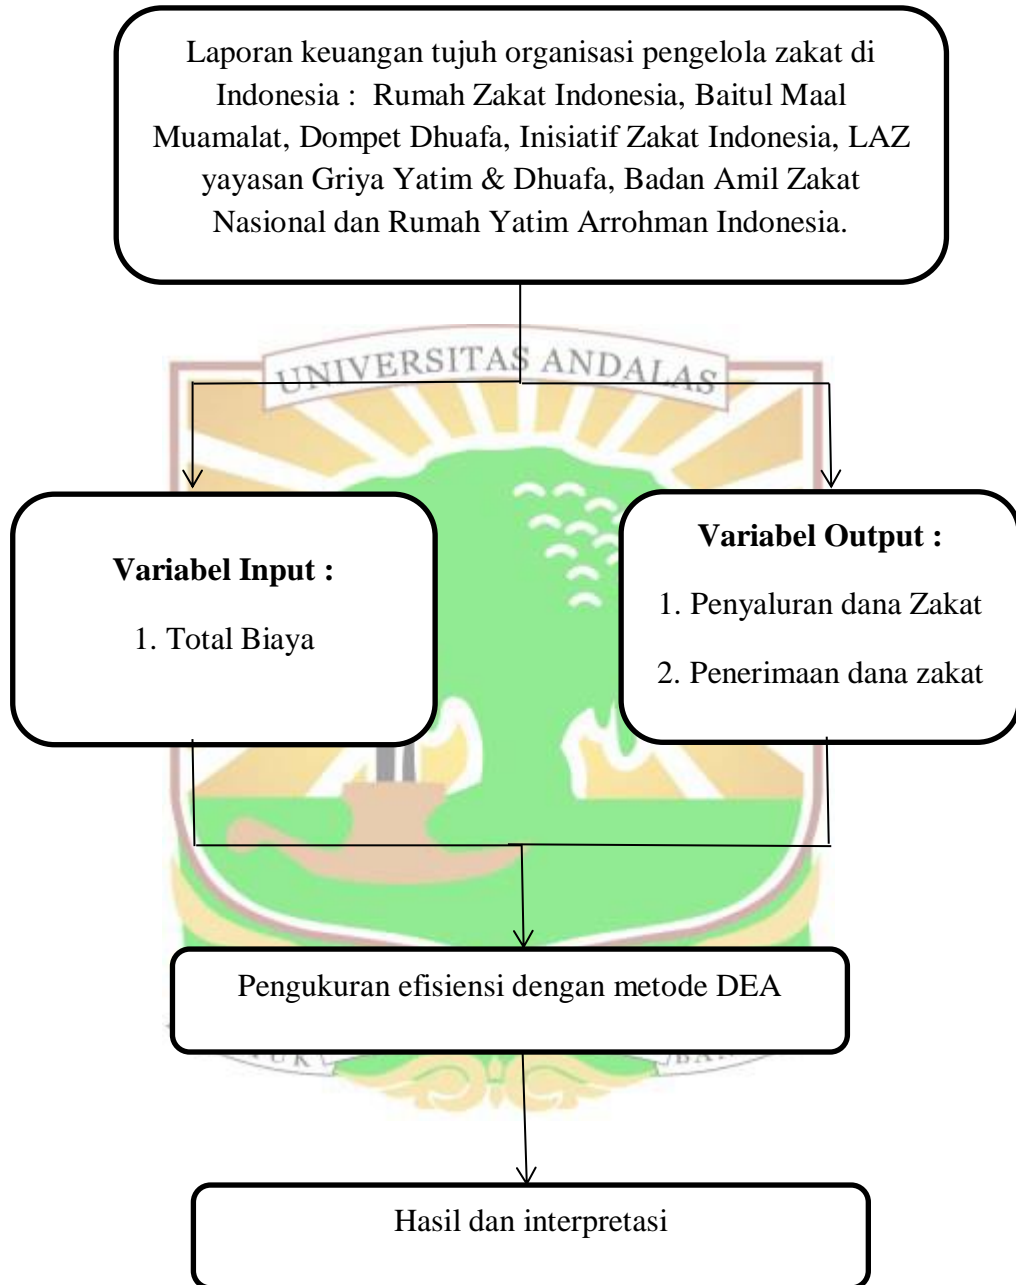 Laporan keuangan tujuh organisasi pengelola zakat di
Indonesia : Rumah Zakat Indonesia, Baitul Maal
Muamalat, Dompet Dhuafa, Inisiatif Zakat Indonesia, LAZ
yayasan Griya Yatim & Dhuafa, Badan Amil Zakat
Nasional dan Rumah Yatim Arrohman Indonesia.
UNIVERSITAS ANDALAS
Variabel Input :
1. Total Biaya
Variabel Output :
1. Penyaluran dana Zakat
2. Penerimaan dana zakat
Pengukuran efisiensi dengan metode DEA
Hasil dan interpretasi